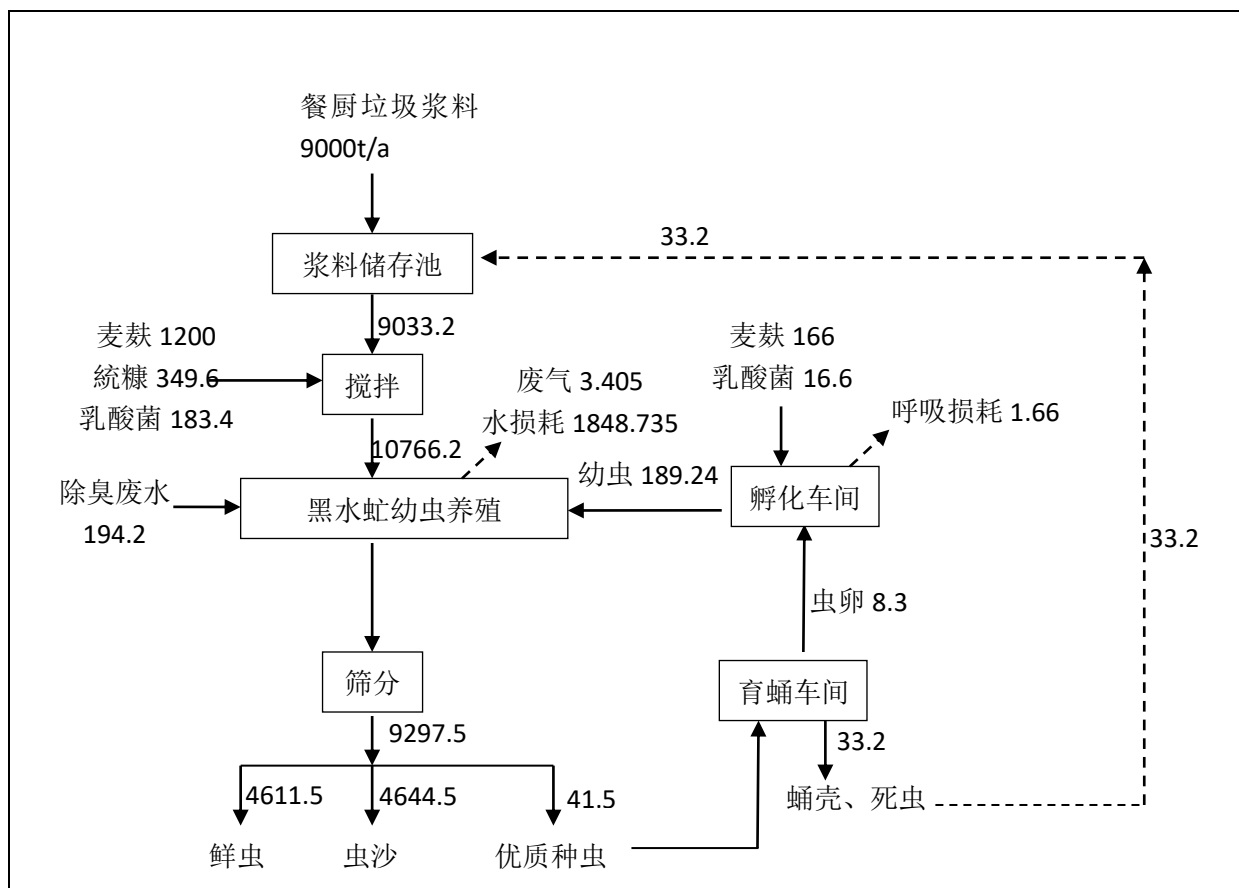 餐厨垃圾浆料
9000t/a
33.2
浆料储存池
9033.2
麦麸 1200
統糠 349.6
乳酸菌 183.4
搅拌
废气 3.405
水损耗 1848.735
麦麸 166
乳酸菌 16.6
呼吸损耗 1.66
10766.2
幼虫 189.24
除臭废水
194.2
黑水虻幼虫养殖
孵化车间
33.2
虫卵 8.3
筛分
育蛹车间
9297.5
33.2
4611.5
4644.5
41.5
蛹壳、死虫
鲜虫
虫沙
优质种虫